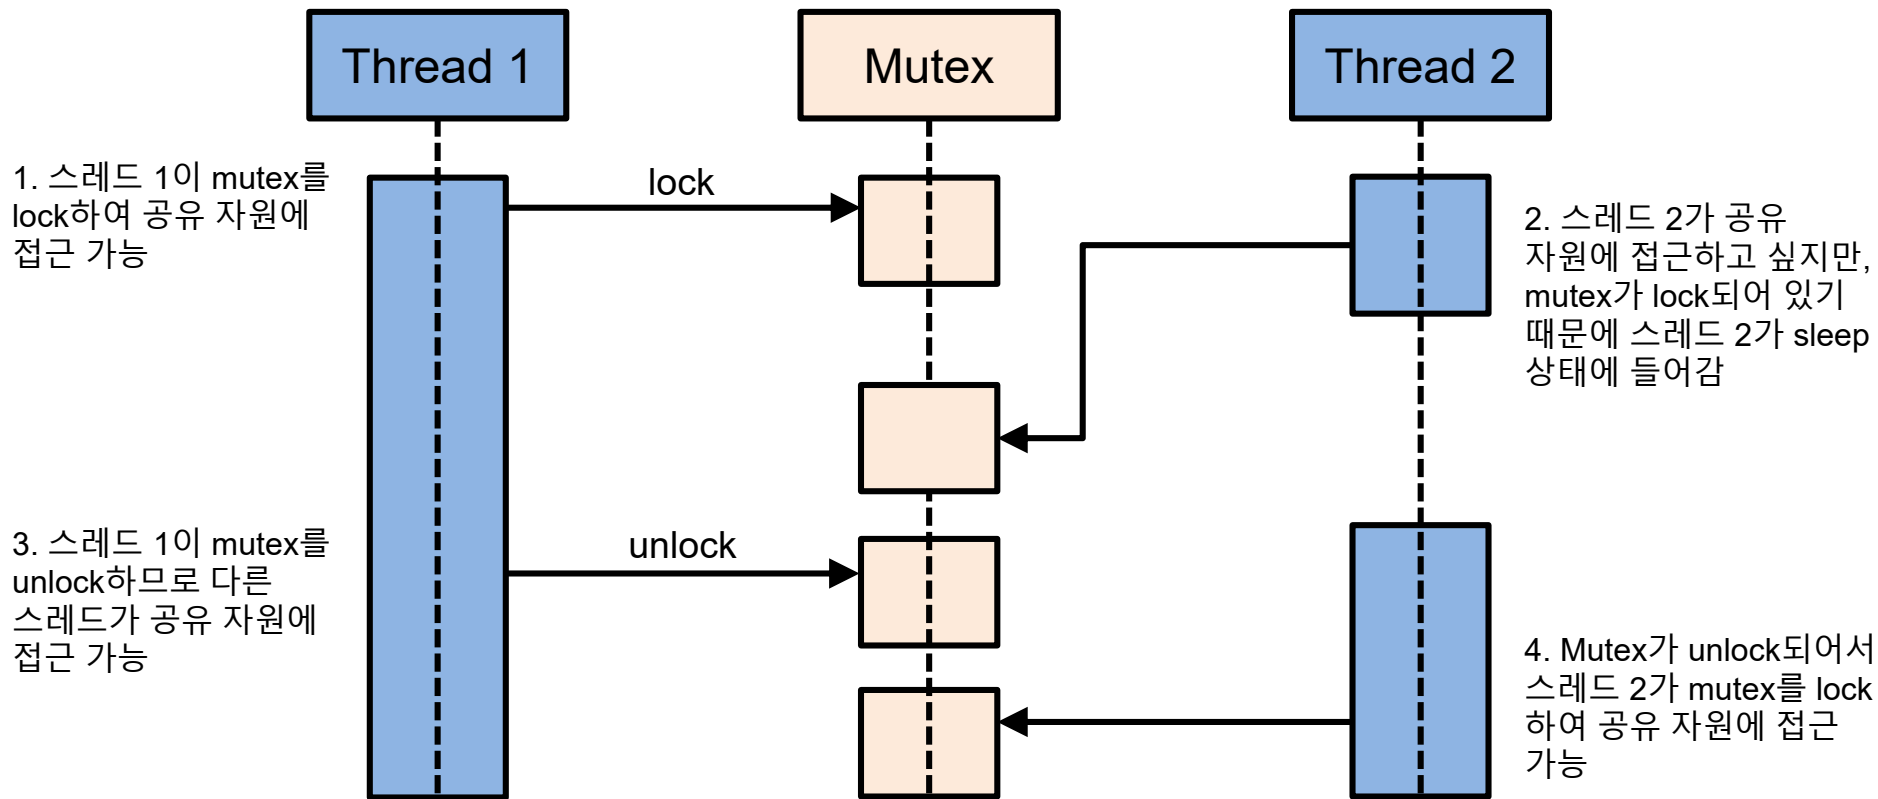 Thread 1
Mutex
Thread 2
1. 스레드 1이 mutex를
lock하여 공유 자원에
접근 가능
lock
2. 스레드 2가 공유
자원에 접근하고 싶지만,
mutex가 lock되어 있기
때문에 스레드 2가 sleep
상태에 들어감
3. 스레드 1이 mutex를
unlock하므로 다른
스레드가 공유 자원에
접근 가능
unlock
4. Mutex가 unlock되어서
스레드 2가 mutex를 lock
하여 공유 자원에 접근
가능